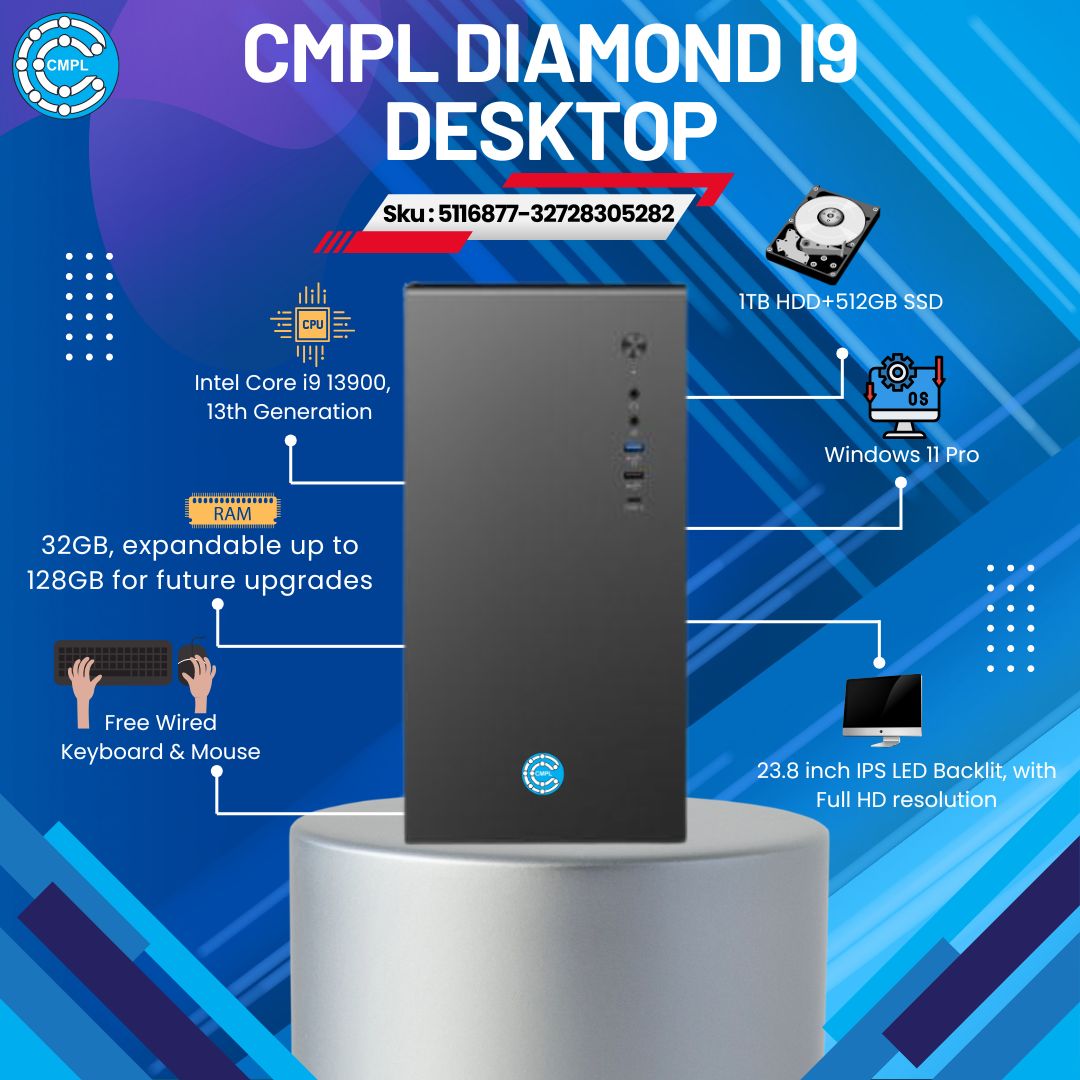 CMPL
CMPL DIAMOND I9
DESKTOP
Sku : 5116877-32728305282
1TB HDD+512GB SSD
CPU
Intel Core i9 13900,
13th Generation
OS
Windows 11 Pro
RAM
32GB, expandable up to
128GB for future upgrades
Free Wired
Keyboard & Mouse
23.8 inch IPS LED Backlit, with
Full HD resolution
CMPL